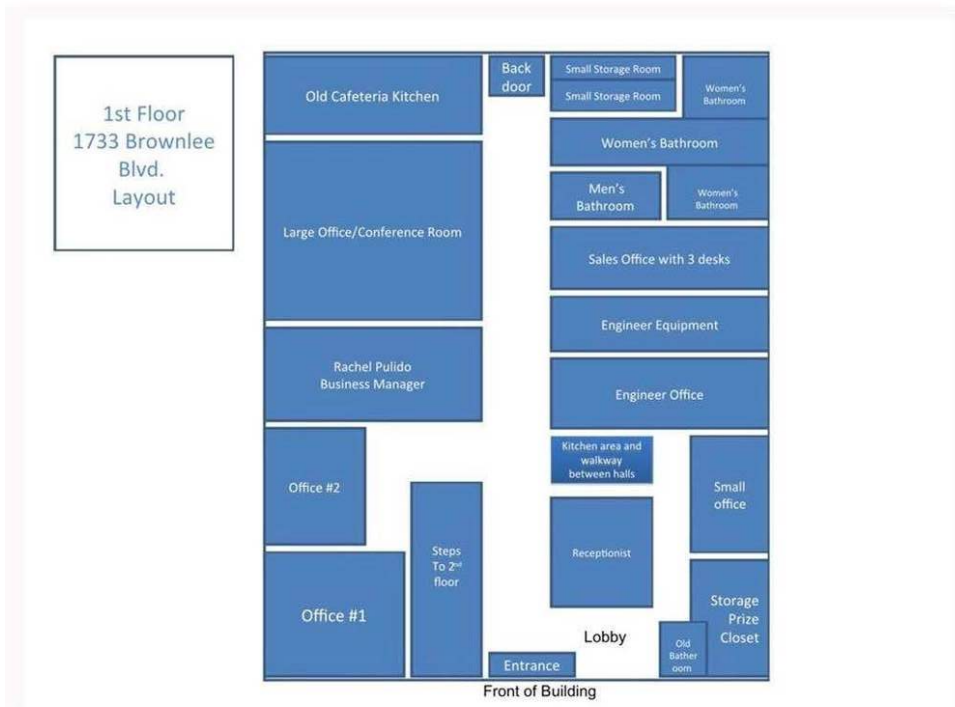 1st Floor
1733 Brownlee
Blvd.
Layout
Old Cafeteria Kitchen
Back
door
Small Storage Room
Small Storage Room
Women's
Bathroom
Women's Bathroom
Men's
Bathroom
Women's
Bathroom
Large Office/Conference Room
Sales Office with 3 desks
Engineer Equipment
Rachel Pulido
Business Manager
Engineer Office
Kitchen area and
walkway
between halls
Office #2
Small
office
Steps
To 2nd
floor
Receptionist
Office #1
Storage
Prize
Closet
Lobby
Old
Bather
oom
Entrance
Front of Building